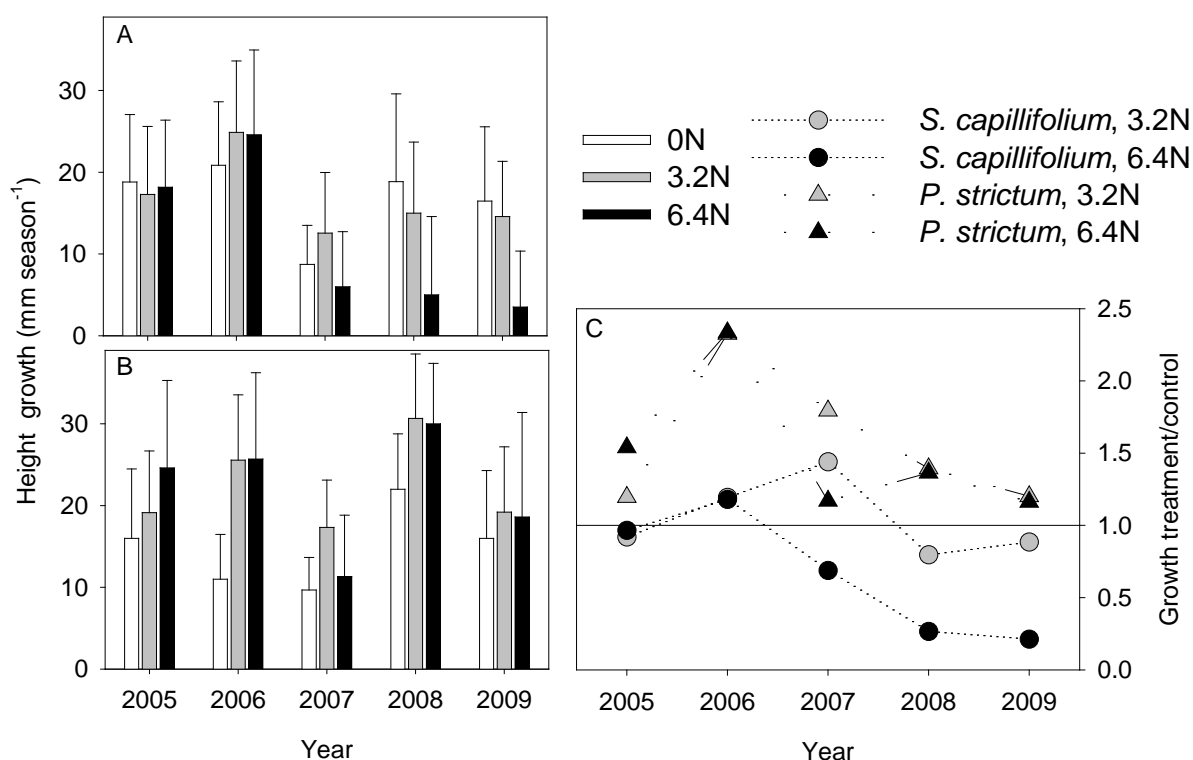 A
30
20
10
0
B
30
20
10
0
2005 2006 2007 2008 2009
Year
Height growth (mm season⁻¹)
0N
3.2N
6.4N
S. capillifolium, 3.2N
S. capillifolium, 6.4N
P. strictum, 3.2N
P. strictum, 6.4N
C
2.5
2.0
1.5
1.0
0.5
0.0
Growth treatment/control
2005 2006 2007 2008 2009
Year